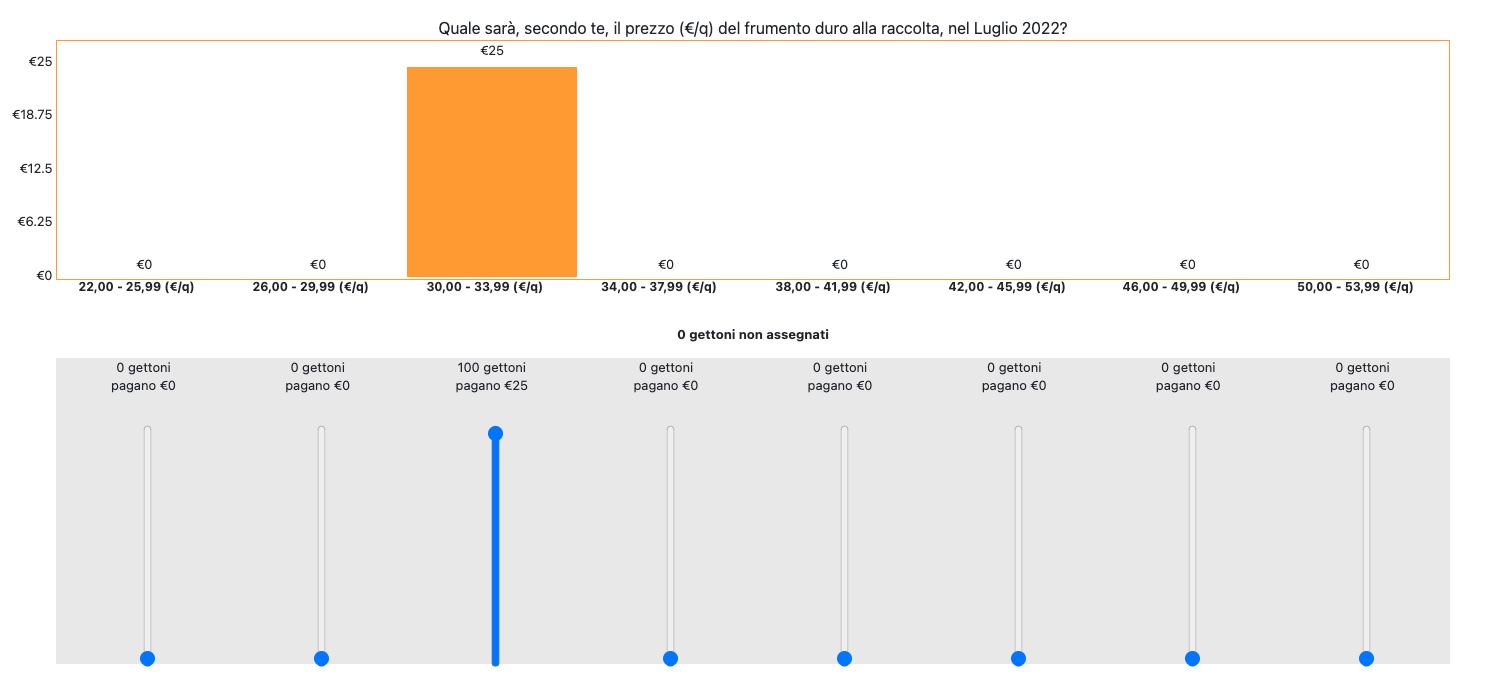 Quale sarà, secondo te, il prezzo (€/q) del frumento duro alla raccolta, nel Luglio 2022?
€25
€25
€18.75
€12.5
€6.25
€0
€0 €0 €0 €0 €0 €0 €0
22,00 - 25,99 (€/q) 26,00 - 29,99 (€/q) 30,00 - 33,99 (€/q) 34,00 - 37,99 (€/q) 38,00 - 41,99 (€/q) 42,00 - 45,99 (€/q) 46,00 - 49,99 (€/q) 50,00 - 53,99 (€/q)
0 gettoni non assegnati
0 gettoni 0 gettoni 100 gettoni 0 gettoni 0 gettoni 0 gettoni 0 gettoni 0 gettoni
pagano €0 pagano €0 pagano €25 pagano €0 pagano €0 pagano €0 pagano €0 pagano €0